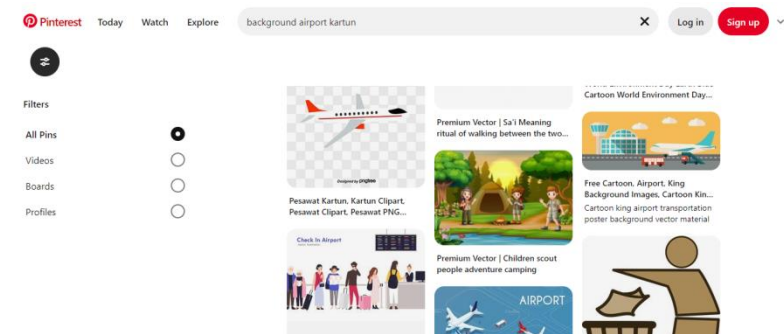 Pinterest
Today
Watch
Explore
background airport kartun
Log in
Sign up
Filters
All Pins
Videos
Boards
Profiles
Designed by pngtree
Pesawat Kartun, Kartun Clipart,
Pesawat Clipart, Pesawat PNG...
Check In Airport
Premium Vector | Sa'i Meaning
ritual of walking between the two...
Premium Vector | Children scout
people adventure camping
AIRPORT
Cartoon World Environment Day...
Free Cartoon, Airport, King
Background Images, Cartoon Kin...
Cartoon king airport transportation
poster background vector material